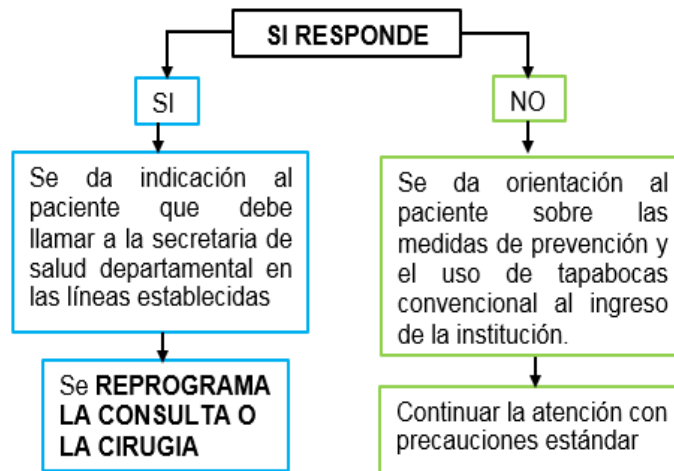 SI RESPONDE
SI
NO
Se da indicación al
paciente que debe
llamar a la secretaria de
salud departamental en
las líneas establecidas
Se da orientación al
paciente sobre las
medidas de prevención y
el uso de tapabocas
convencional al ingreso
de la institución.
Se REPROGRAMA
LA CONSULTA O
LA CIRUGIA
Continuar la atención con
precauciones estándar